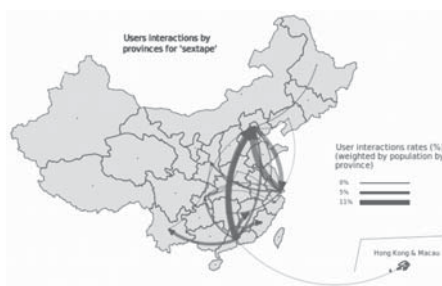 Users interactions by
provinces for 'sextape'
User interactions rates (%)
(weighted by population by
province)
0%
5%
11%
Hong Kong & Macau